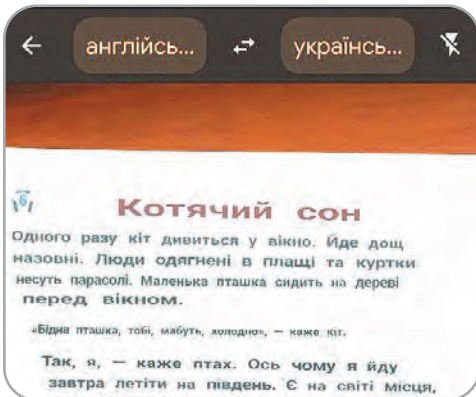 англійсь... українсь...
6
Котячий сон
Одного разу кіт дивиться у вікно. Йде дощ
назовні. Люди одягнені в плащі та куртки
несуть парасолі. Маленька пташка сидить на дереві
перед вікном.
«Бідна пташка, тобі, мабуть, холодно», – каже кіт.
Так, я, – каже птах. Ось чому я йду
завтра летіти на південь. Є на світі місця,